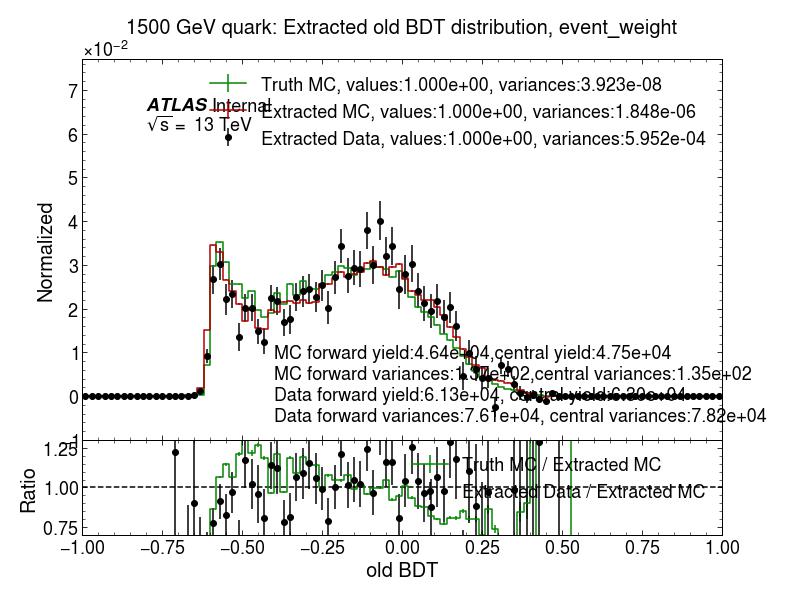 1500 GeV quark: Extracted old BDT distribution, event_weight
×10⁻²
Truth MC, values:1.000e+00, variances:3.923e-08
ATLAS Internal
Extracted MC, values:1.000e+00, variances:1.848e-06
√s = 13 TeV
Extracted Data, values:1.000e+00, variances:5.952e-04
7
6
5
4
3
2
1
0
Normalized
MC forward yield:4.64e+04,central yield:4.75e+04
MC forward variances:1.37e+02,central variances:1.35e+02
Data forward yield:6.13e+04, central
Data forward variances:7.61e+04, central variances:7.82e+04
1.25
1.00
0.75
Ratio
Truth MC / Extracted MC
Extracted Data / Extracted MC
−1.00 −0.75 −0.50 −0.25 0.00 0.25 0.50 0.75 1.00
old BDT